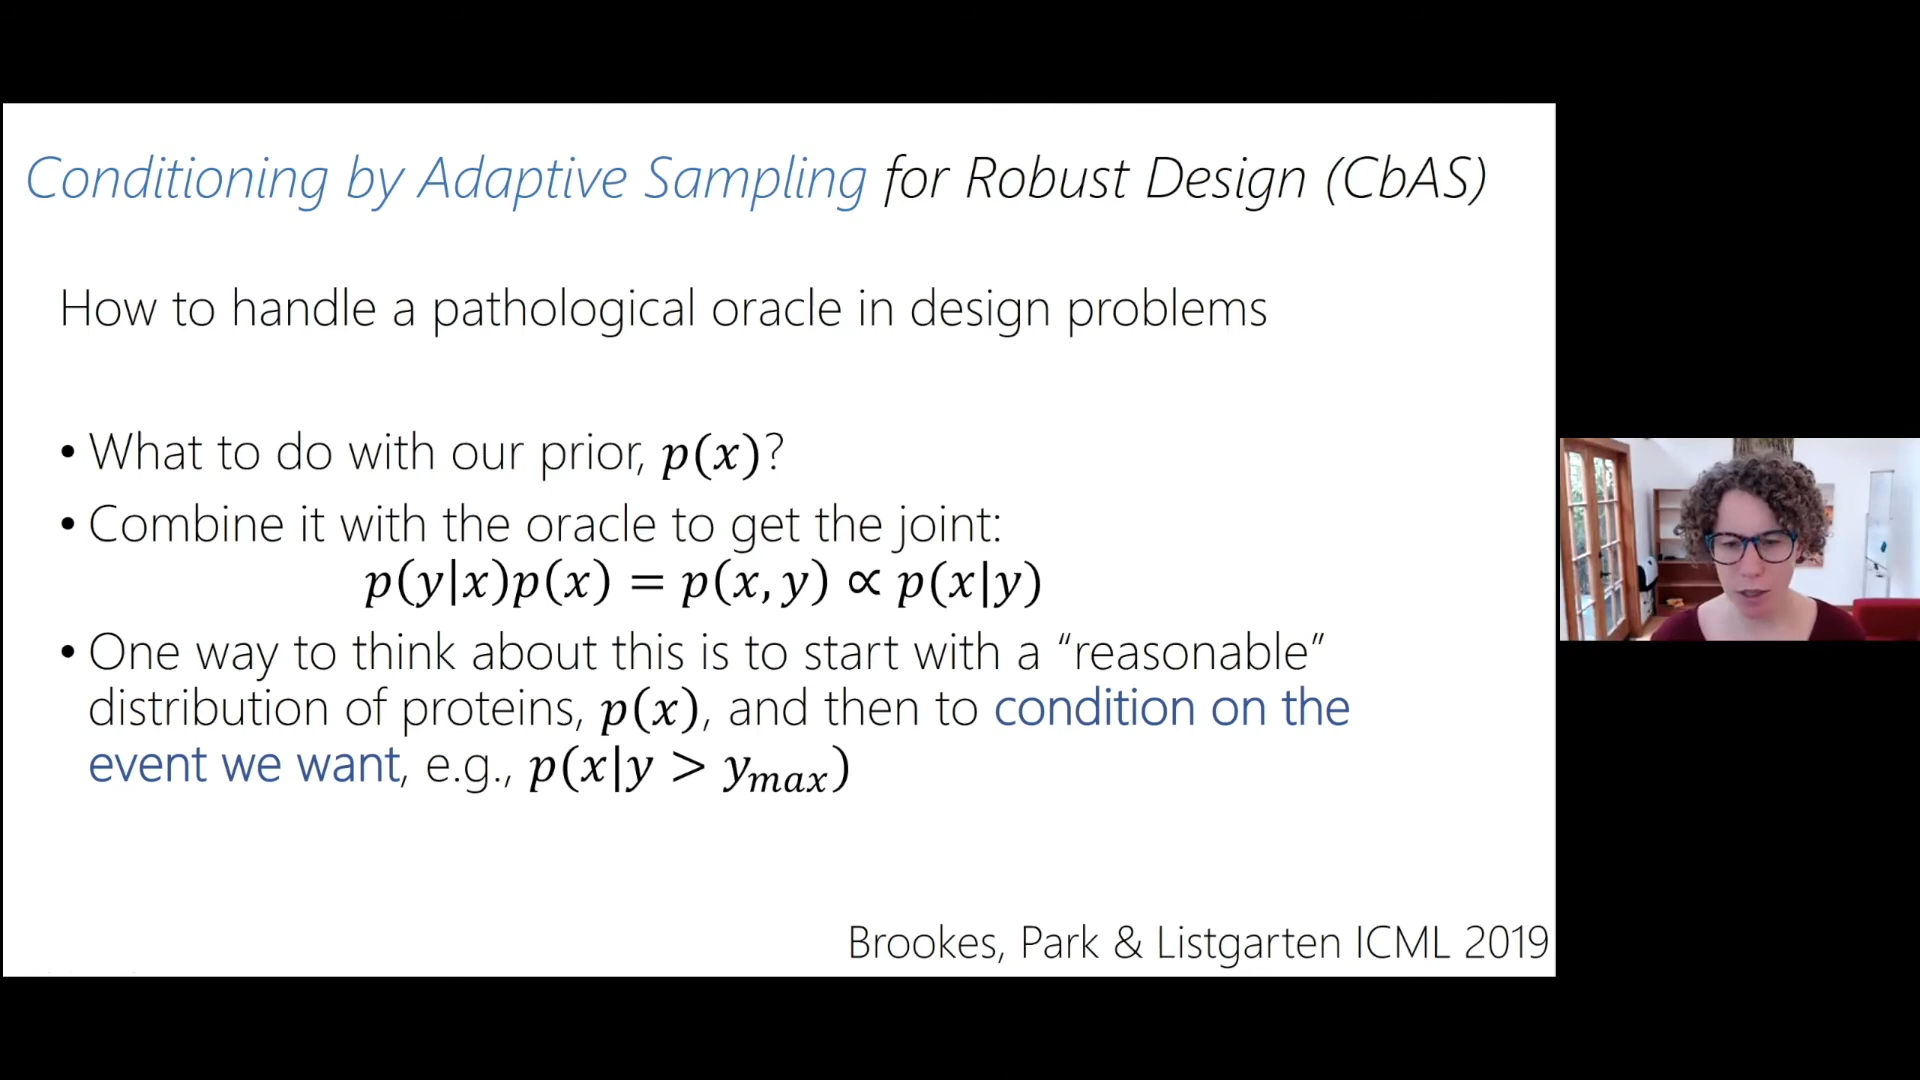 Conditioning by Adaptive Sampling for Robust Design (CbAS)
How to handle a pathological oracle in design problems
• What to do with our prior, p(x)?
• Combine it with the oracle to get the joint:
p(y|x)p(x) = p(x, y) ∝ p(x|y)
• One way to think about this is to start with a “reasonable”
distribution of proteins, p(x), and then to condition on the
event we want, e.g., p(x|y > y_max)
Brookes, Park & Listgarten ICML 2019